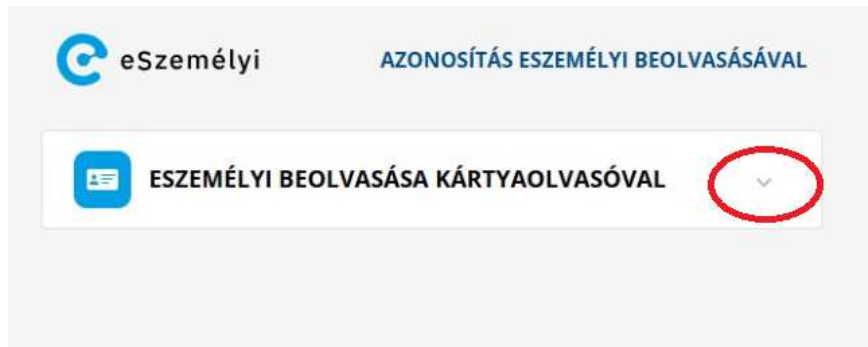 eSzemélyi
AZONOSÍTÁS ESZEMÉLYI BEOLVASÁSÁVAL
ESZEMÉLYI BEOLVASÁSA KÁRTYAOLVASÓVAL